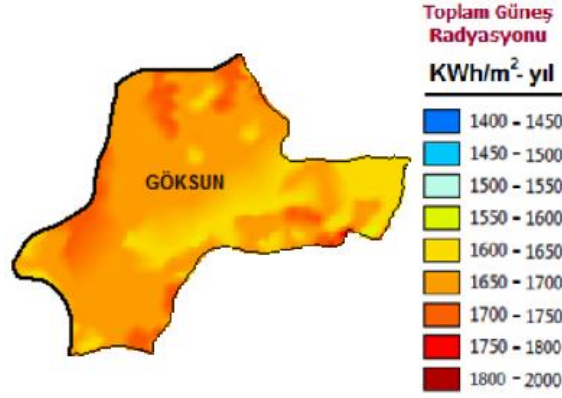 Toplam Güneş
Radyasyonu
KWh/m²- yıl
1400 - 1450
1450 - 1500
1500 - 1550
1550 - 1600
1600 - 1650
1650 - 1700
1700 - 1750
1750 - 1800
1800 - 2000
GÖKSUN